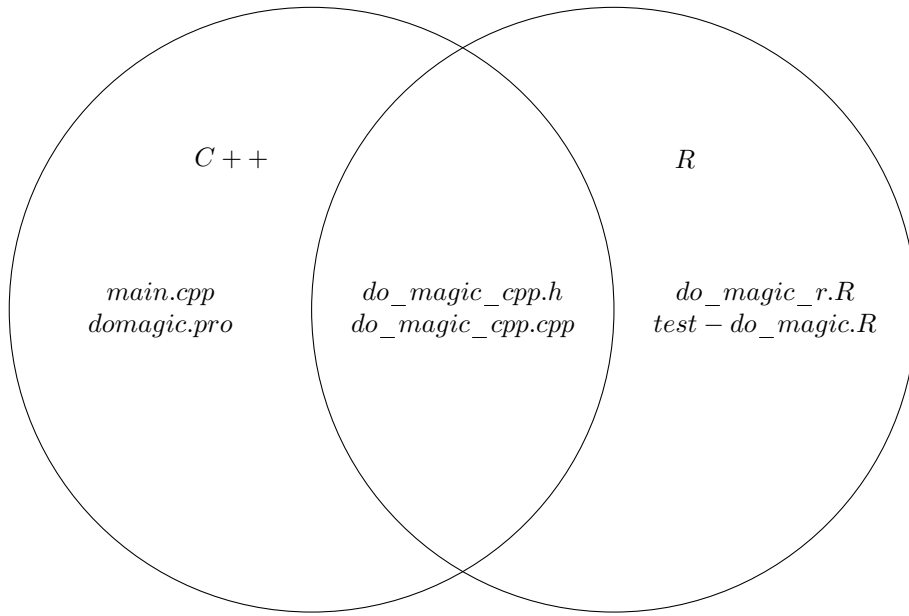 C + +
R
main.cpp
domagic.pro
do_magic_cpp.h
do_magic_cpp.cpp
do_magic_r.R
test − do_magic.R